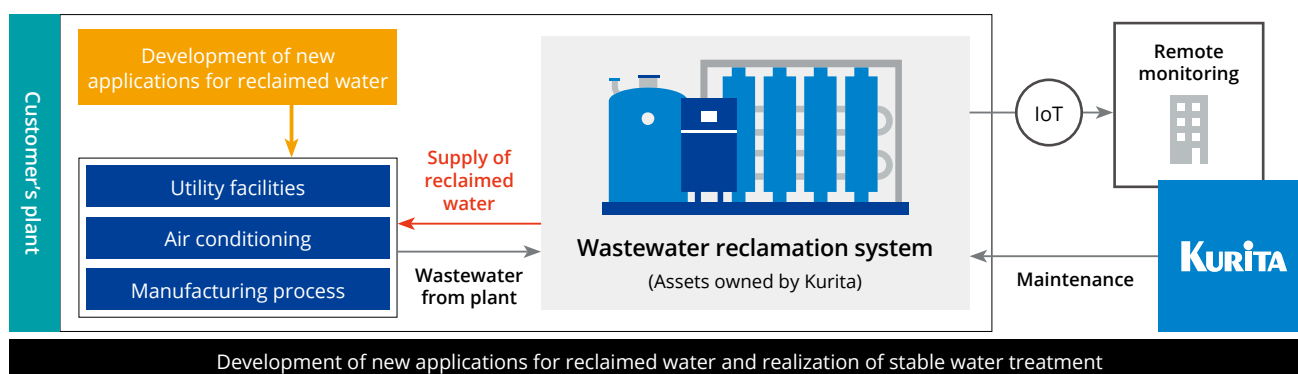 Customer's plant
Development of new
applications for reclaimed water
Utility facilities
Air conditioning
Manufacturing process
Supply of
reclaimed
water
Wastewater
from plant
Wastewater reclamation system
(Assets owned by Kurita)
IoT
Remote
monitoring
Maintenance
KURITA
Development of new applications for reclaimed water and realization of stable water treatment